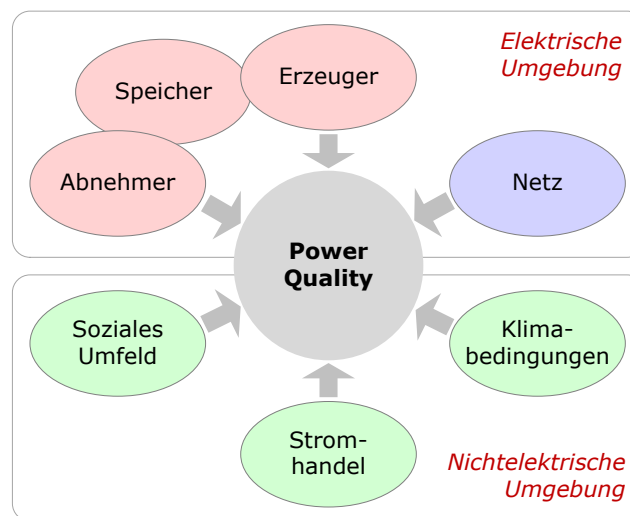 Elektrische
Umgebung
Erzeuger
Speicher
Abnehmer
Netz
Power
Quality
Soziales
Umfeld
Klima-
bedingungen
Strom-
handel
Nichtelektrische
Umgebung